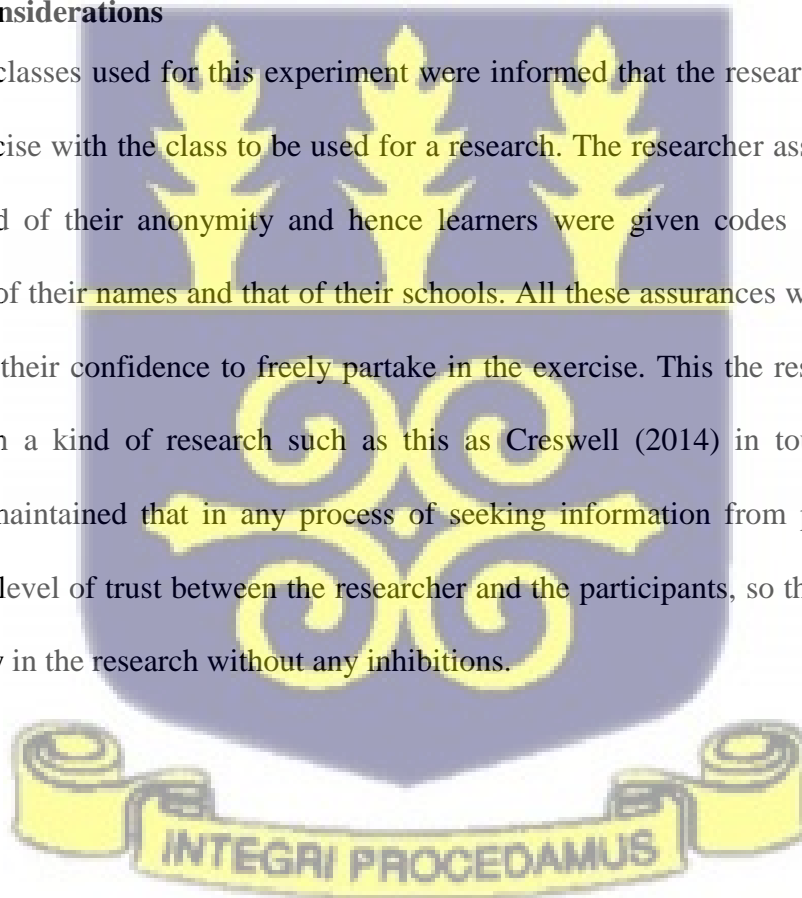 nsiderations
classes used for this experiment were informed that the resear
cise with the class to be used for a research. The researcher ass
d of their anonymity and hence learners were given codes
of their names and that of their schools. All these assurances w
their confidence to freely partake in the exercise. This the res
n a kind of research such as this as Creswell (2014) in tov
maintained that in any process of seeking information from p
level of trust between the researcher and the participants, so th
y in the research without any inhibitions.
INTEGRI PROCEDAMUS